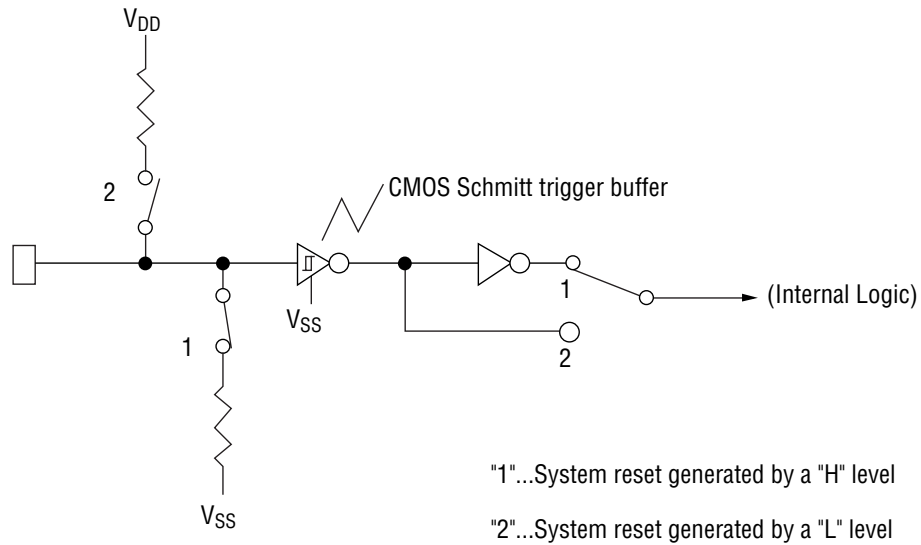 VDD
2
CMOS Schmitt trigger buffer
VSS
1
(Internal Logic)
1
2
VSS
"1"...System reset generated by a "H" level
"2"...System reset generated by a "L" level